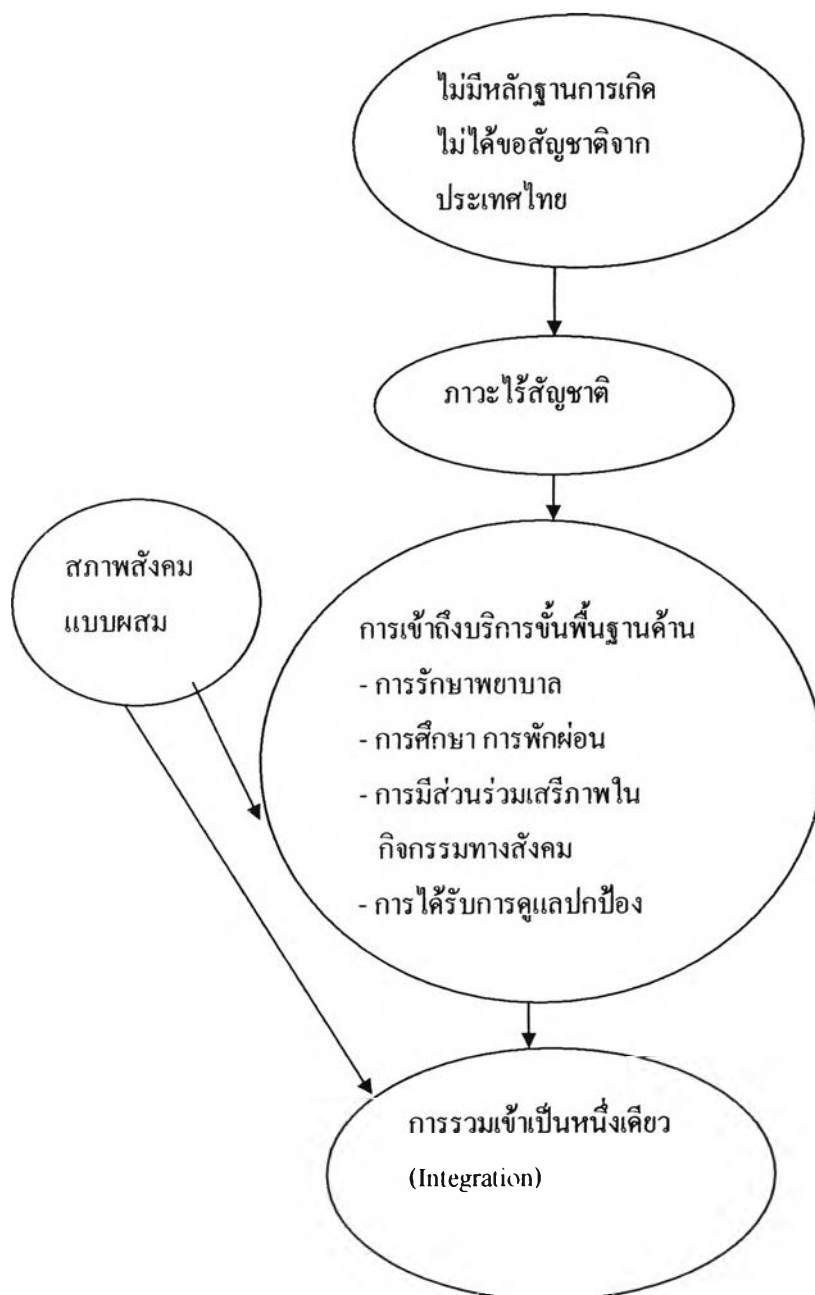 ไม่มีหลักฐานการเกิด
ไม่ได้ขอสัญชาติจาก
ประเทศไทย
ภาวะไร้สัญชาติ
สภาพสังคม
แบบผสม
การเข้าถึงบริการขั้นพื้นฐานด้าน
- การรักษาพยาบาล
- การศึกษา การพักผ่อน
- การมีส่วนร่วมเสรีภาพใน
กิจกรรมทางสังคม
- การได้รับการดูแลปกป้อง
การรวมเข้าเป็นหนึ่งเดียว
(Integration)